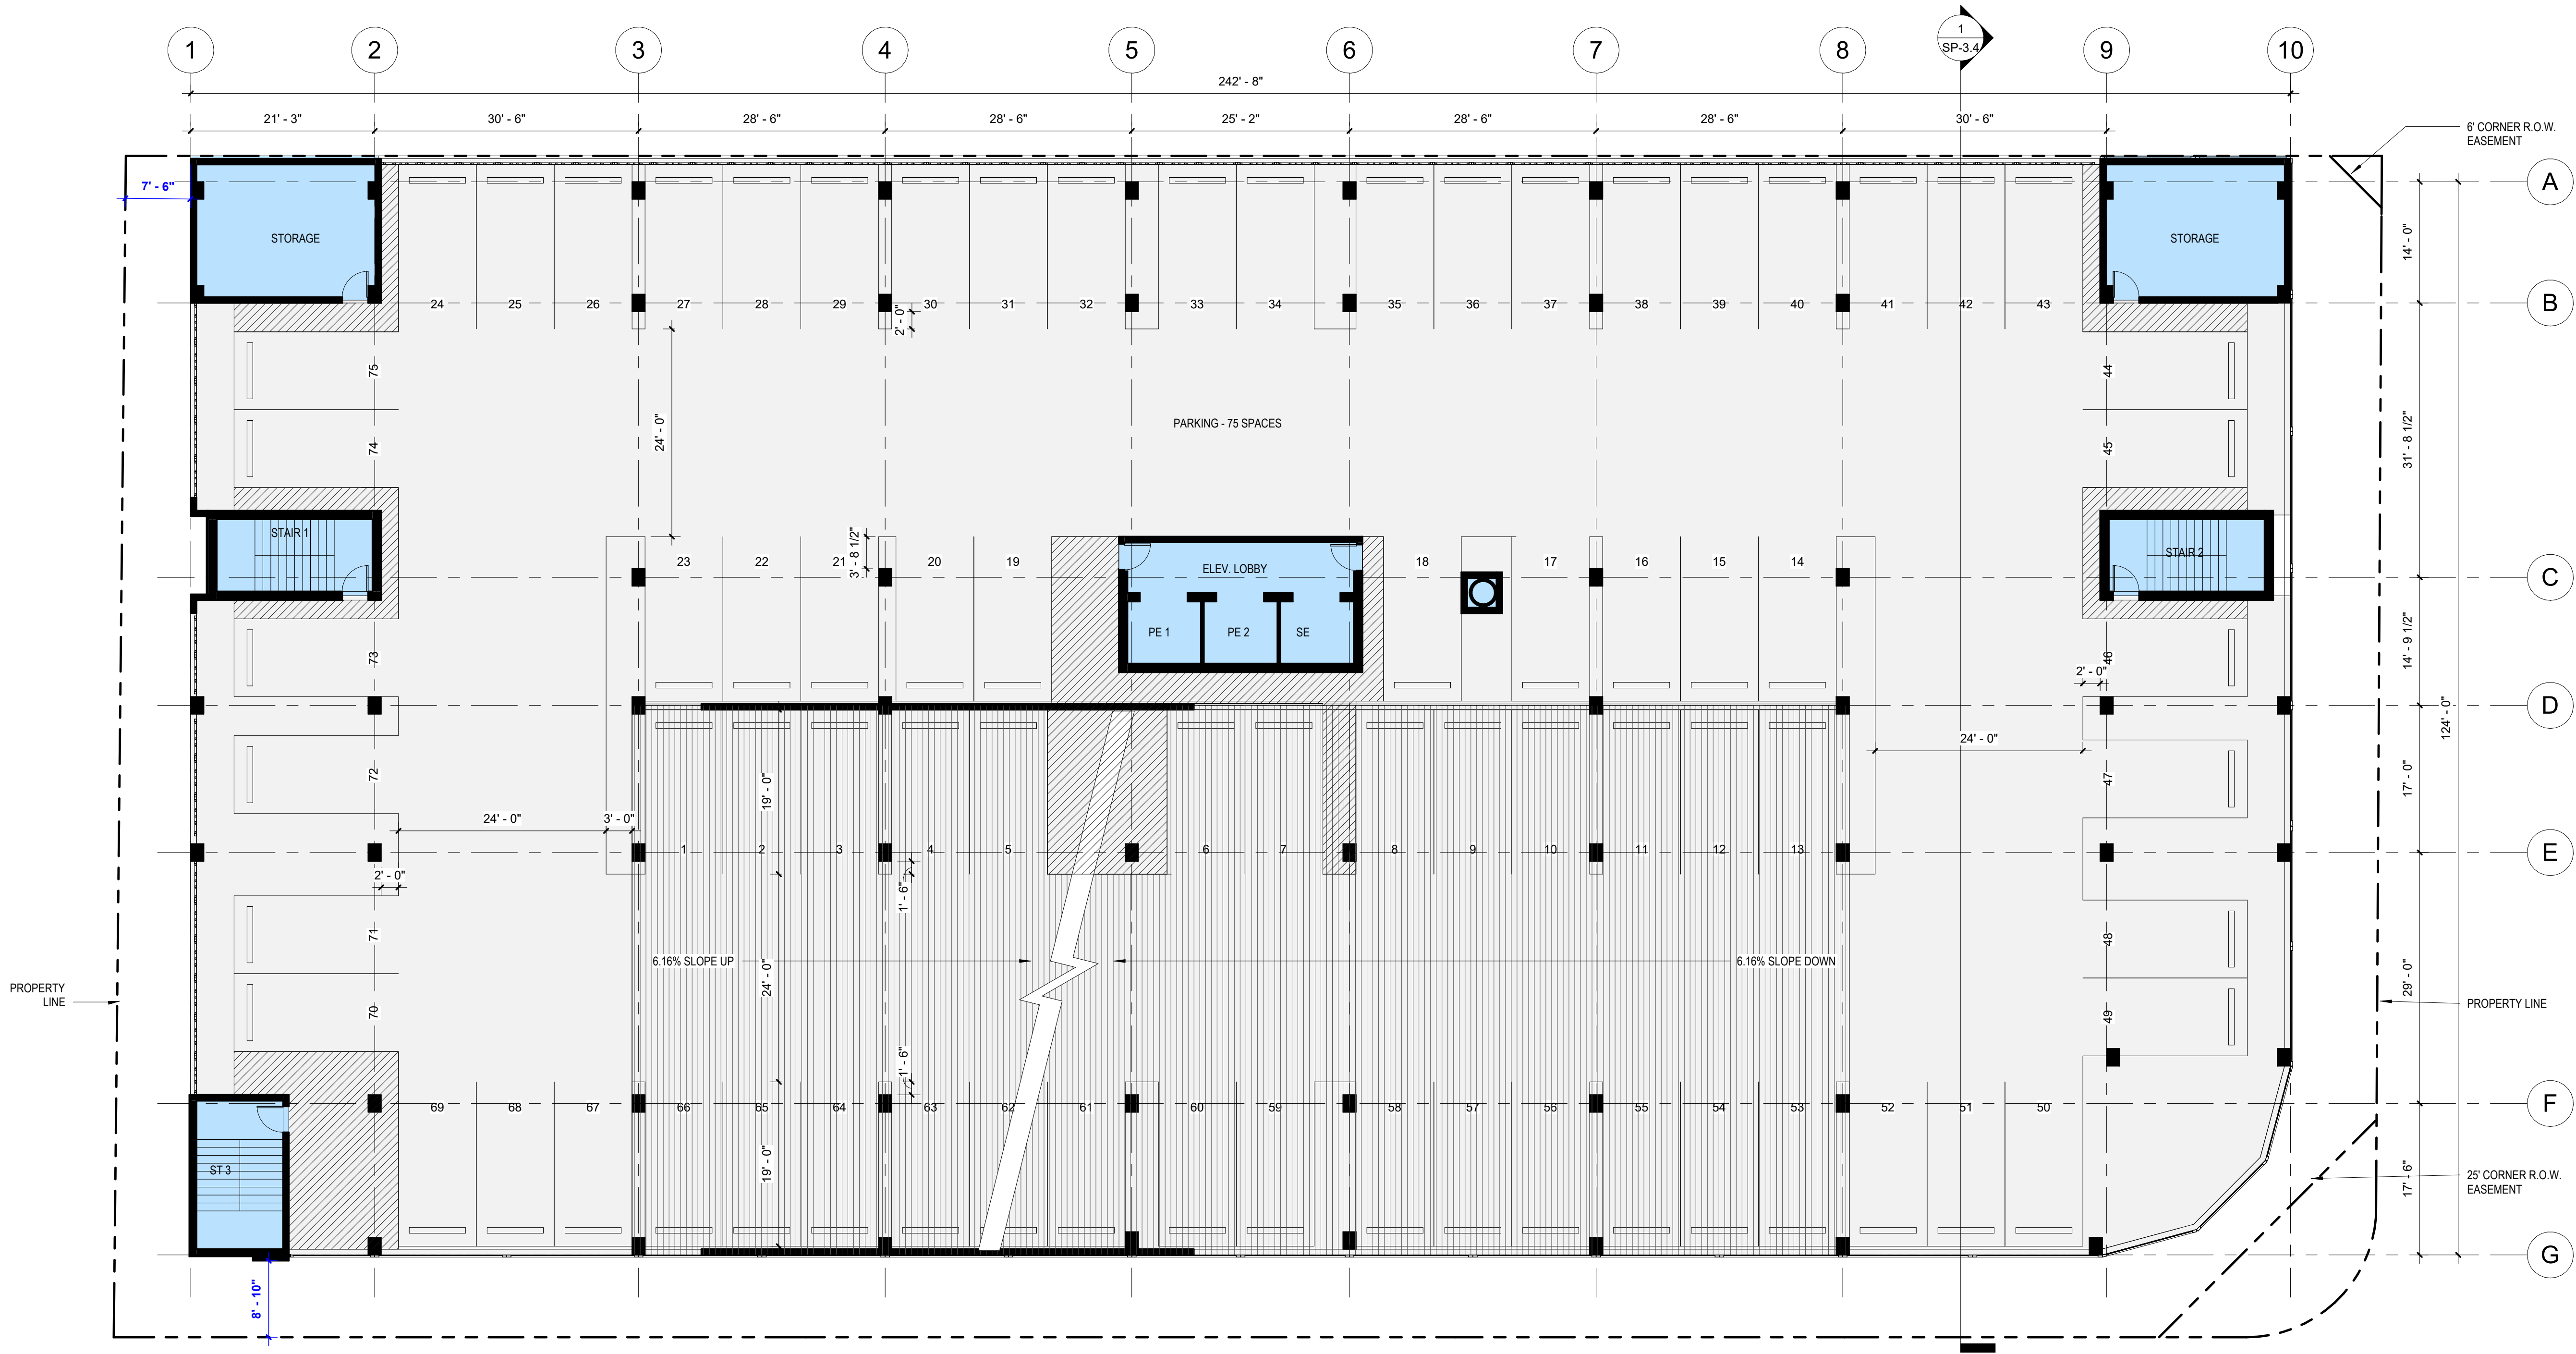 1 2 3 4 5 6 7 8 9 10
1
SP-3.4
242' - 8"
21' - 3" 30' - 6" 28' - 6" 28' - 6" 25' - 2" 28' - 6" 28' - 6" 30' - 6"
6' CORNER R.O.W.
EASEMENT
7' - 6"
A
STORAGE STORAGE
14' - 0"
24 25 26 27 28 29 30 31 32 33 34 35 36 37 38 39 40 41 42 43
B
2' - 0"
75 44
PARKING - 75 SPACES
24' - 0"
31' - 8 1/2"
74 45
STAIR 1
STAIR 2
3' - 8 1/2"
23 22 21 20 19 18 17 16 15 14
ELEV. LOBBY
C
PE 1 PE 2 SE
14' - 9 1/2"
73 46
2' - 0"
D
124' - 0"
24' - 0"
72 47
17' - 0"
19' - 0"
24' - 0" 3' - 0"
1 2 3 4 5 6 7 8 9 10 11 12 13
E
2' - 0"
1' - 6"
71 48
6.16% SLOPE UP 6.16% SLOPE DOWN
24' - 0"
29' - 0"
PROPERTY
LINE
PROPERTY LINE
70 49
1' - 6"
69 68 67 66 65 64 63 62 61 60 59 58 57 56 55 54 53 52 51 50
F
ST 3
19' - 0"
17' - 6"
25' CORNER R.O.W.
EASEMENT
G
8' - 10"